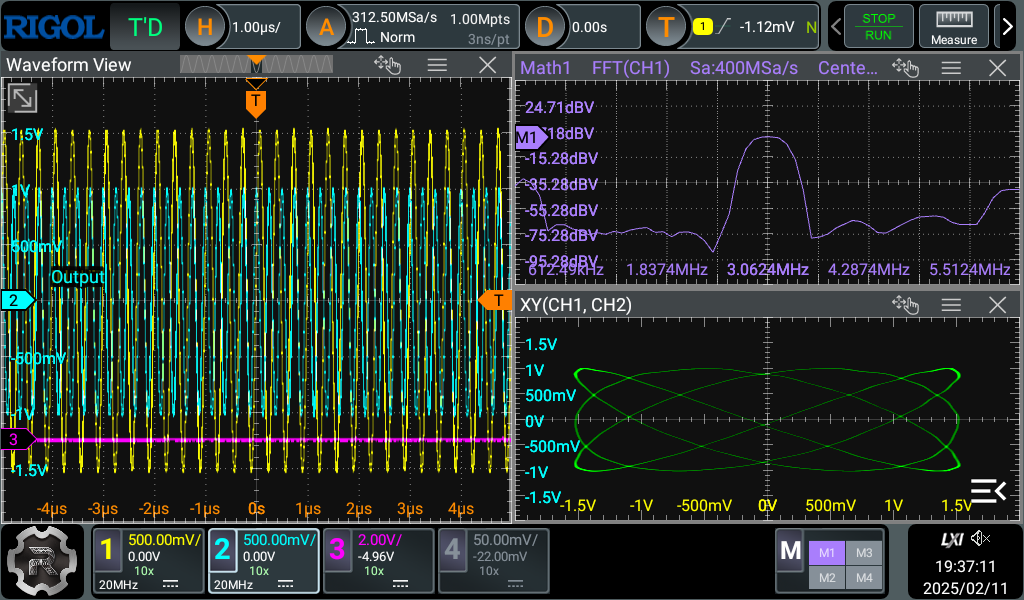 RIGOL T'D H 1.00μs/ A 312.50MSa/s 1.00Mpts
Norm 3ns/pt
D 0.00s T 1 -1.12mV N
STOP
RUN
Measure
Waveform View
T
1.5V
1V
500mV
Output
2
T
-500mV
-1V
3
-1.5V
-4μs -3μs -2μs -1μs 0s 1μs 2μs 3μs 4μs
Math1 FFT(CH1) Sa:400MSa/s Cente...
24.71dBV
M1
18dBV
-15.28dBV
-35.28dBV
-55.28dBV
-75.28dBV
-95.28dBV
612.49kHz 1.8374MHz 3.0624MHz 4.2874MHz 5.5124MHz
XY(CH1, CH2)
1.5V
1V
500mV
0V
-500mV
-1V
-1.5V
-1.5V -1V -500mV 0V 500mV 1V 1.5V
1 500.00mV/
0.00V
10x
20MHz
2 500.00mV/
0.00V
10x
20MHz
3 2.00V/
-4.96V
10x
4 50.00mV/
-22.00mV
10x
M M1 M3
M2 M4
LXI
19:37:11
2025/02/11